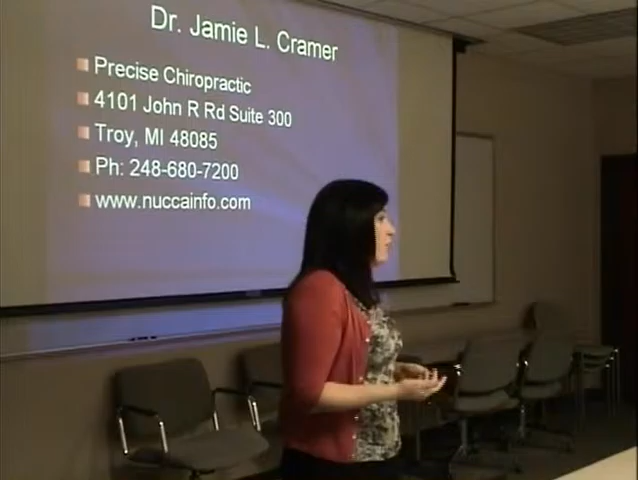 Dr. Jamie L. Cramer
Precise Chiropractic
4101 John R Rd Suite 300
Troy, MI 48085
Ph: 248-680-7200
www.nuccainfo.com